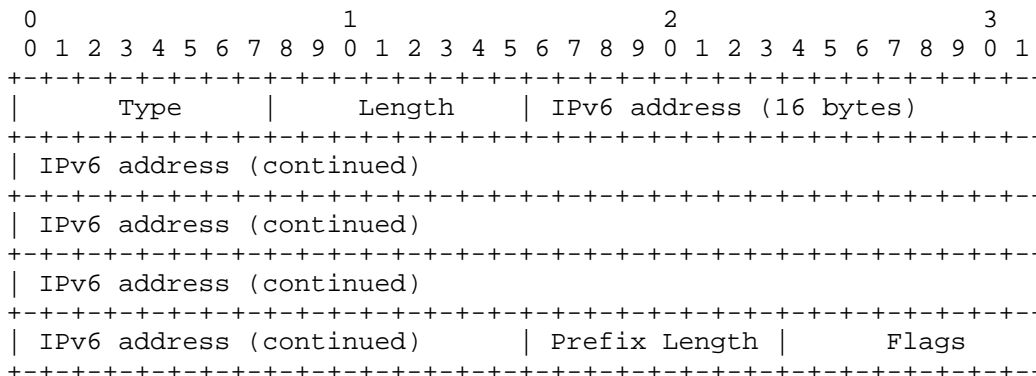 0                   1                   2                   3
0 1 2 3 4 5 6 7 8 9 0 1 2 3 4 5 6 7 8 9 0 1 2 3 4 5 6 7 8 9 0 1
+-+-+-+-+-+-+-+-+-+-+-+-+-+-+-+-+-+-+-+-+-+-+-+-+-+-+-+-+-+-+-+-
|      Type     |     Length    | IPv6 address (16 bytes)
+-+-+-+-+-+-+-+-+-+-+-+-+-+-+-+-+-+-+-+-+-+-+-+-+-+-+-+-+-+-+-+-
| IPv6 address (continued)
+-+-+-+-+-+-+-+-+-+-+-+-+-+-+-+-+-+-+-+-+-+-+-+-+-+-+-+-+-+-+-+-
| IPv6 address (continued)
+-+-+-+-+-+-+-+-+-+-+-+-+-+-+-+-+-+-+-+-+-+-+-+-+-+-+-+-+-+-+-+-
| IPv6 address (continued)
+-+-+-+-+-+-+-+-+-+-+-+-+-+-+-+-+-+-+-+-+-+-+-+-+-+-+-+-+-+-+-+-
| IPv6 address (continued)      | Prefix Length |      Flags
+-+-+-+-+-+-+-+-+-+-+-+-+-+-+-+-+-+-+-+-+-+-+-+-+-+-+-+-+-+-+-+-